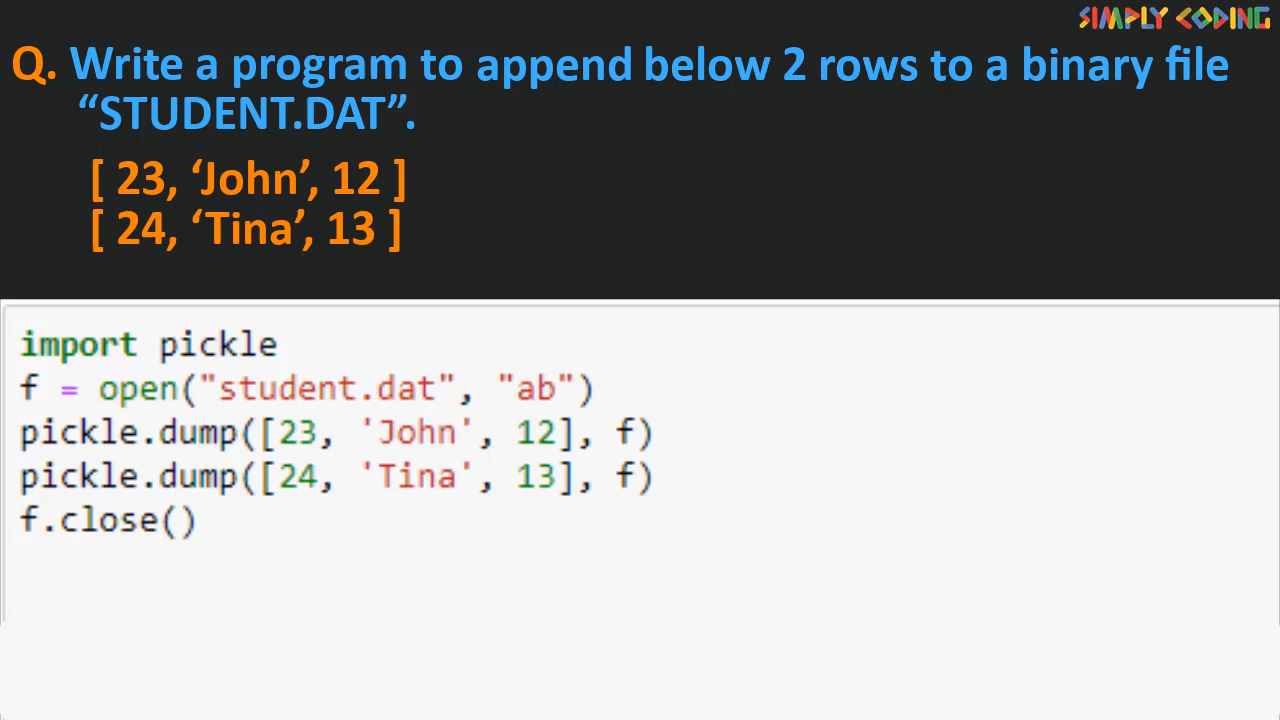 SIMPLY CODING
Q. Write a program to append below 2 rows to a binary file
“STUDENT.DAT”.
[ 23, ‘John’, 12 ]
[ 24, ‘Tina’, 13 ]
import pickle
f = open("student.dat", "ab")
pickle.dump([23, 'John', 12], f)
pickle.dump([24, 'Tina', 13], f)
f.close()